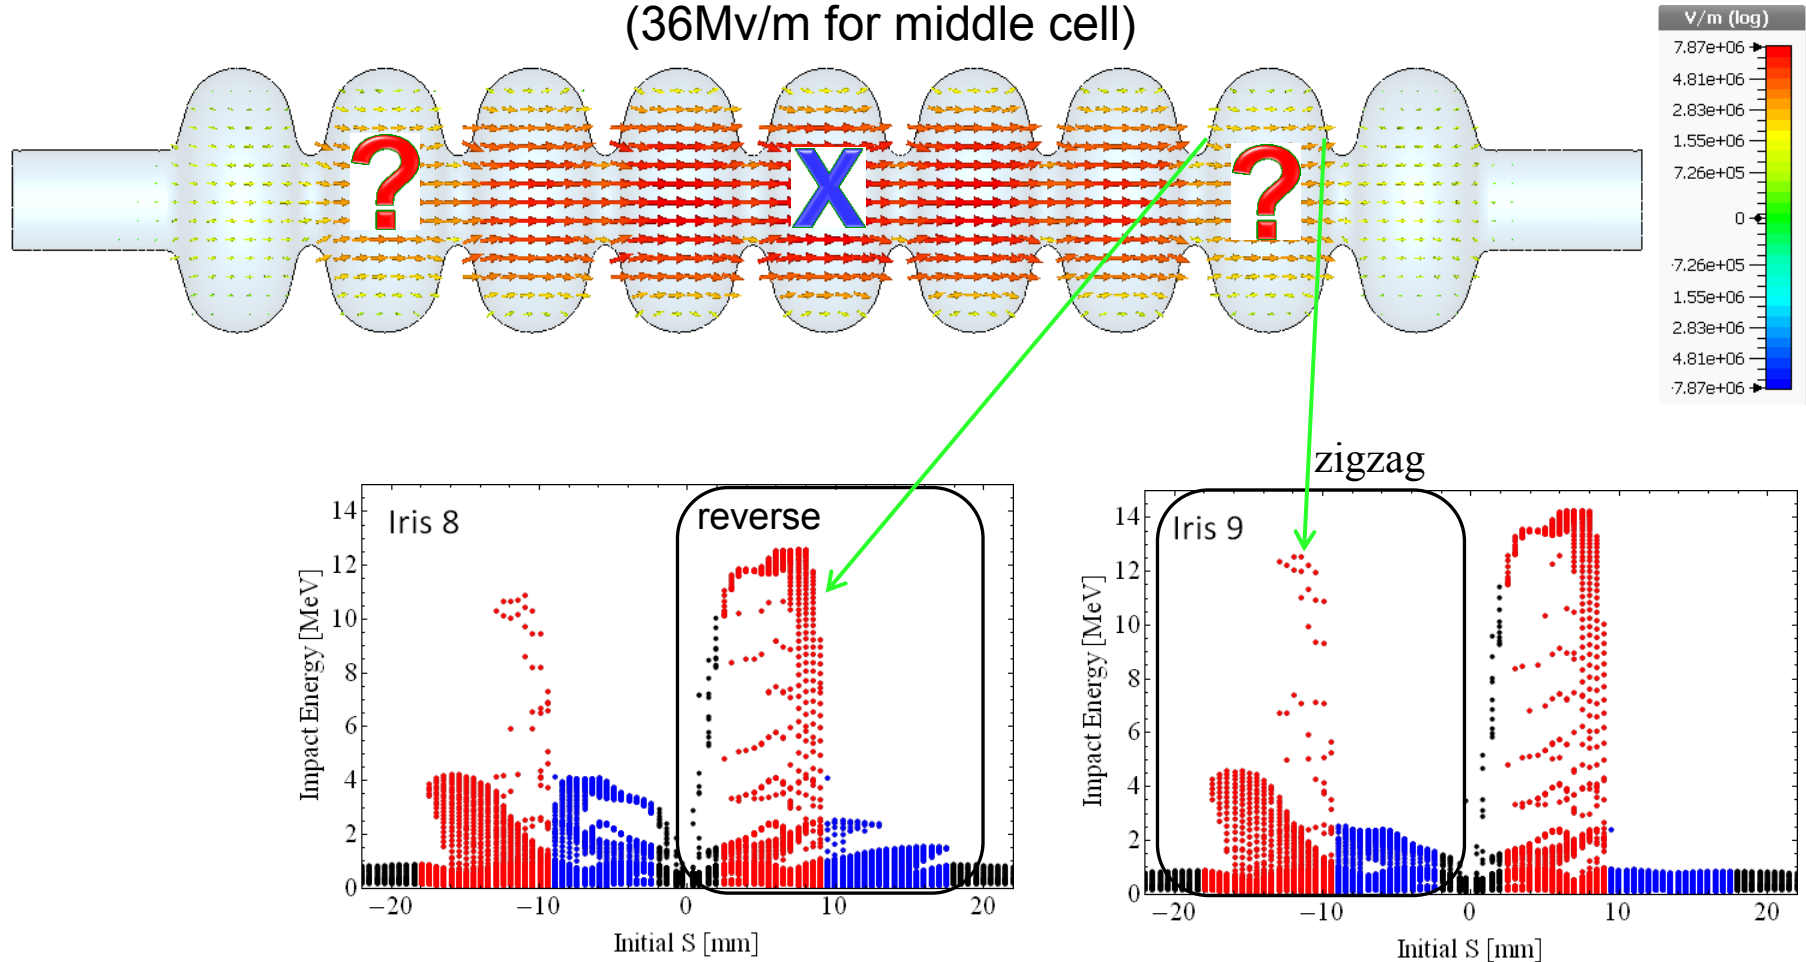 (36Mv/m for middle cell)
V/m (log)
7.87e+06
4.81e+06
2.83e+06
1.55e+06
7.26e+05
0
-7.26e+05
1.55e+06
2.83e+06
4.81e+06
-7.87e+06
?
X
?
zigzag
Iris 8
reverse
Impact Energy [MeV]
14
12
10
8
6
4
2
0
−20
−10
0
10
20
Initial S [mm]
Iris 9
Impact Energy [MeV]
14
12
10
8
6
4
2
0
−20
−10
0
10
20
Initial S [mm]